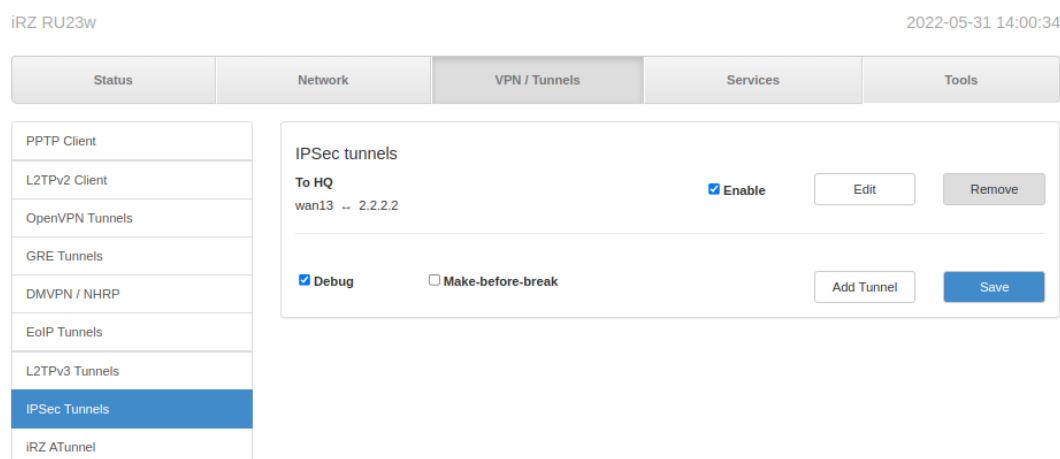 iRZ RU23w 2022-05-31 14:00:34
Status Network VPN / Tunnels Services Tools
PPTP Client
L2TPv2 Client
OpenVPN Tunnels
GRE Tunnels
DMVPN / NHRP
EoIP Tunnels
L2TPv3 Tunnels
IPSec Tunnels
iRZ ATunnel
IPSec tunnels
To HQ
wan13 ↔ 2.2.2.2
Enable Edit Remove
Debug Make-before-break Add Tunnel Save